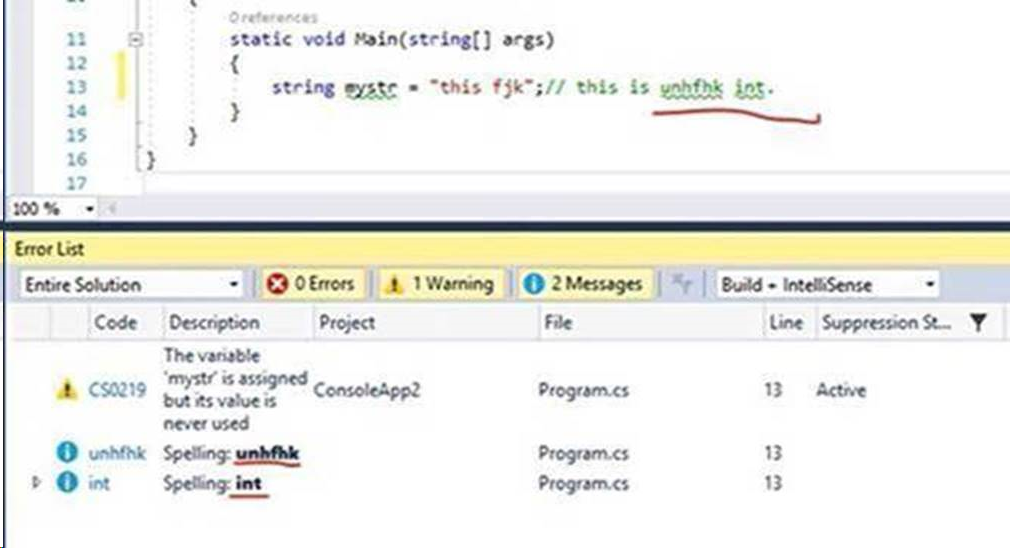 0 references
11 static void Main(string[] args)
12 {
13 string mystr = "this fjk";// this is unhfhk int.
14 }
15 }
16 }
17
100 %
Error List
Entire Solution 0 Errors 1 Warning 2 Messages Build + IntelliSense
Code Description Project File Line Suppression St...
The variable
'mystr' is assigned
CS0219 ConsoleApp2 Program.cs 13 Active
but its value is
never used
unhfhk Spelling: unhfhk Program.cs 13
int Spelling: int Program.cs 13